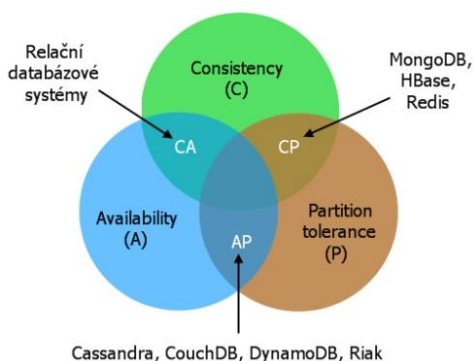 Relační
databázové
systémy
Consistency
(C)
MongoDB,
HBase,
Redis
CA
CP
Availability
(A)
Partition
tolerance
(P)
AP
Cassandra, CouchDB, DynamoDB, Riak